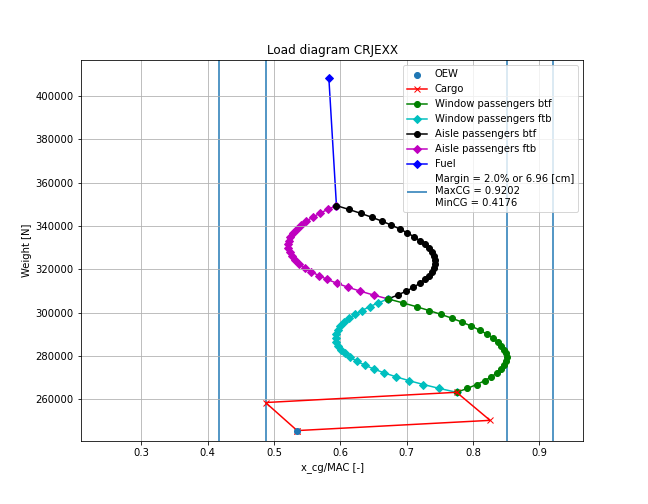 Load diagram CRJEXX
OEW
Cargo
Window passengers btf
Window passengers ftb
Aisle passengers btf
Aisle passengers ftb
Fuel
Margin = 2.0% or 6.96 [cm]
MaxCG = 0.9202
MinCG = 0.4176
400000
380000
360000
340000
320000
300000
280000
260000
Weight [N]
0.3 0.4 0.5 0.6 0.7 0.8 0.9
x_cg/MAC [-]